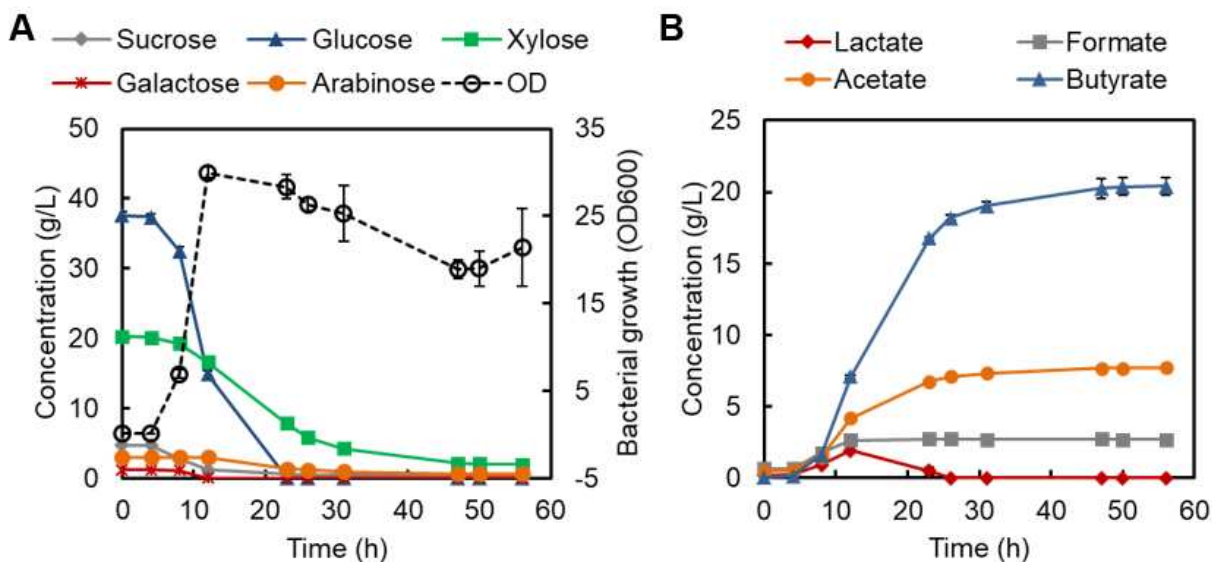 A
Sucrose Glucose Xylose
Galactose Arabinose OD
50
40
30
20
10
0
Concentration (g/L)
35
25
15
5
-5
Bacterial growth (OD600)
0 10 20 30 40 50 60
Time (h)
B
Lactate Formate
Acetate Butyrate
25
20
15
10
5
0
Concentration (g/L)
0 10 20 30 40 50 60
Time (h)